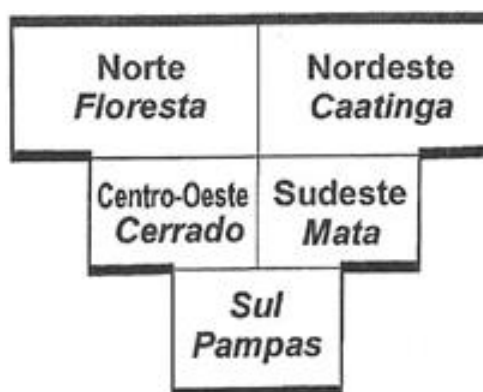 Norte
Floresta
Nordeste
Caatinga
Centro-Oeste
Cerrado
Sudeste
Mata
Sul
Pampas